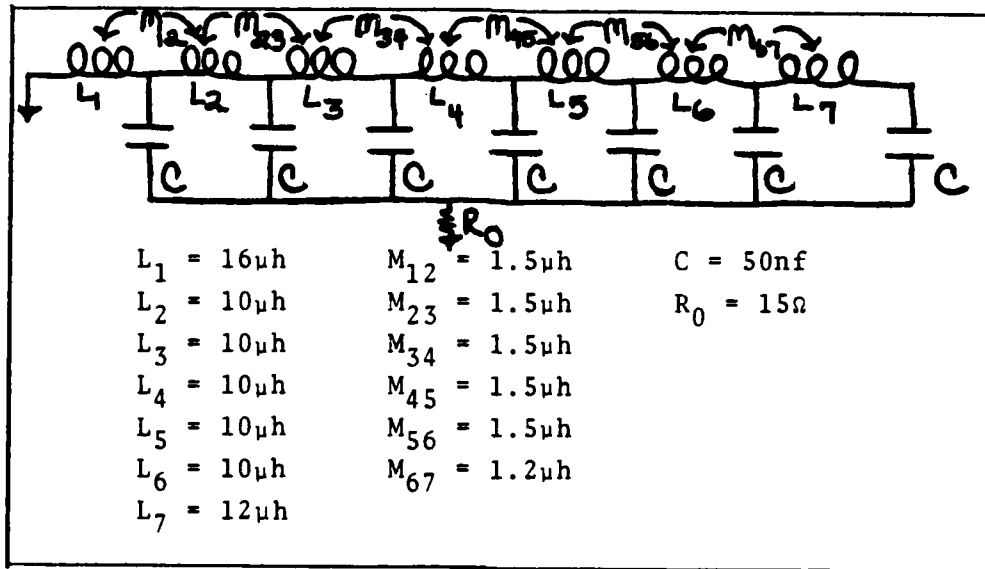 M12 M23 M34 M45 M56 M67
L1 L2 L3 L4 L5 L6 L7
C C C C C C C
R0
L1 = 16μh M12 = 1.5μh C = 50nf
L2 = 10μh M23 = 1.5μh R0 = 15Ω
L3 = 10μh M34 = 1.5μh
L4 = 10μh M45 = 1.5μh
L5 = 10μh M56 = 1.5μh
L6 = 10μh M67 = 1.2μh
L7 = 12μh